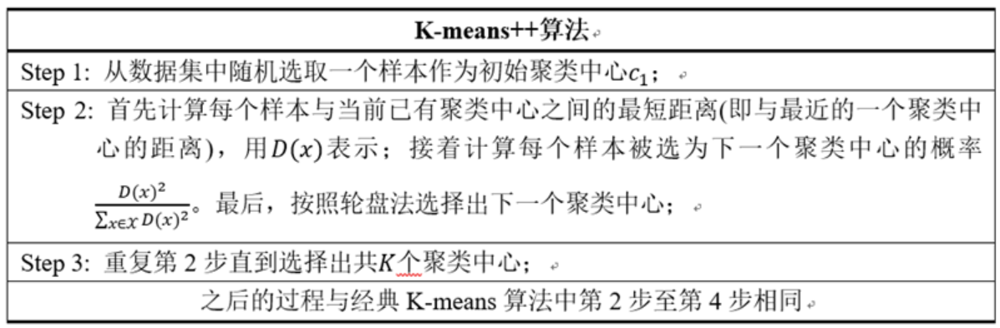 K-means++算法
Step 1: 从数据集中随机选取一个样本作为初始聚类中心c₁；
Step 2: 首先计算每个样本与当前已有聚类中心之间的最短距离(即与最近的一个聚类中
心的距离)，用D(x)表示；接着计算每个样本被选为下一个聚类中心的概率
D(x)²/∑x∈X D(x)²。最后，按照轮盘法选择出下一个聚类中心；
Step 3: 重复第 2 步直到选择出共K个聚类中心；
之后的过程与经典 K-means 算法中第 2 步至第 4 步相同